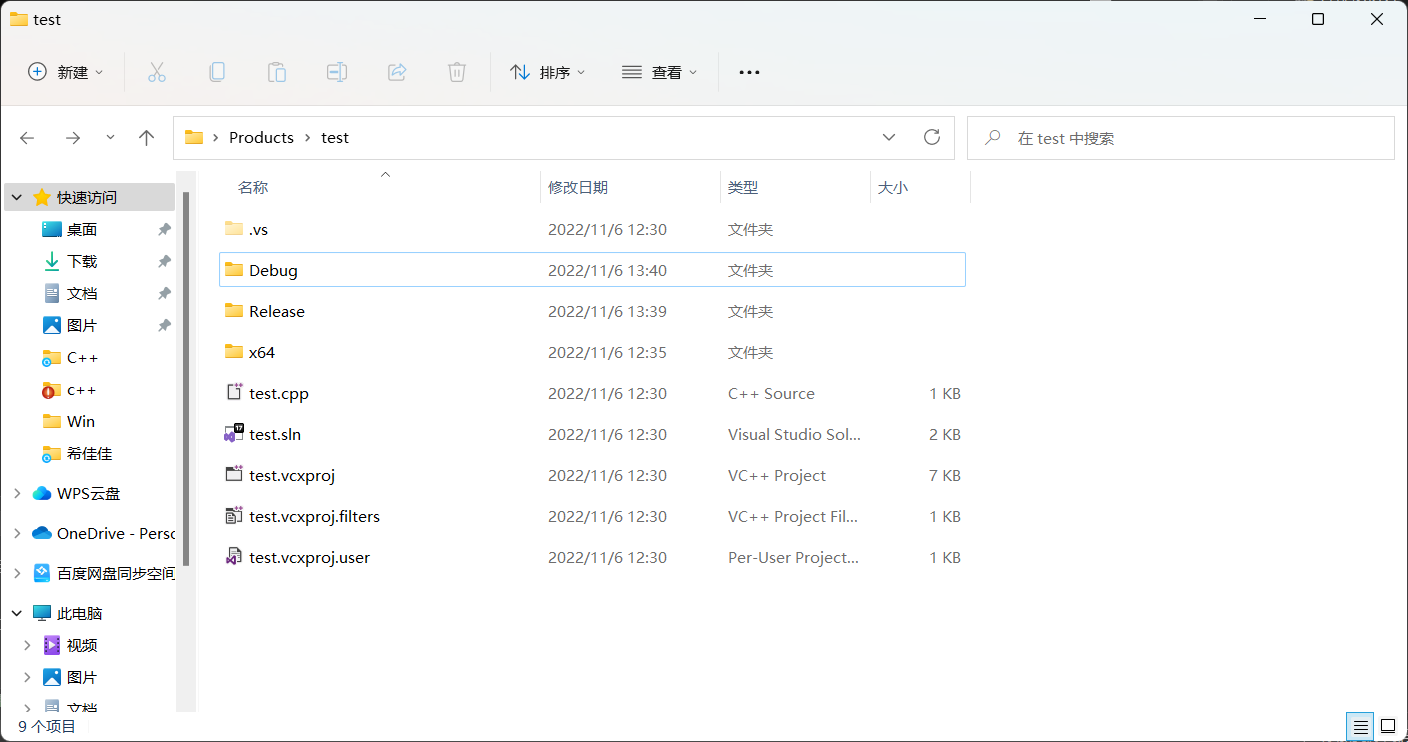 test
新建
排序
查看
Products
test
在 test 中搜索
名称
修改日期
类型
大小
快速访问
桌面
下载
文档
图片
C++
c++
Win
希佳佳
WPS云盘
OneDrive - Perso
百度网盘同步空间
此电脑
视频
图片
文档
.vs 2022/11/6 12:30 文件夹
Debug 2022/11/6 13:40 文件夹
Release 2022/11/6 13:39 文件夹
x64 2022/11/6 12:35 文件夹
test.cpp 2022/11/6 12:30 C++ Source 1 KB
test.sln 2022/11/6 12:30 Visual Studio Sol... 2 KB
test.vcxproj 2022/11/6 12:30 VC++ Project 7 KB
test.vcxproj.filters 2022/11/6 12:30 VC++ Project Fil... 1 KB
test.vcxproj.user 2022/11/6 12:30 Per-User Project... 1 KB
9 个项目